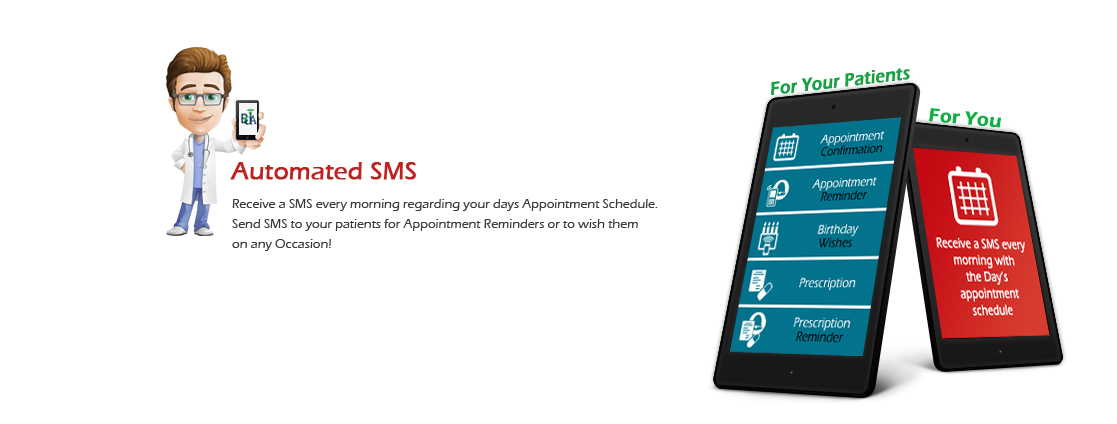 Automated SMS
Receive a SMS every morning regarding your days Appointment Schedule.
Send SMS to your patients for Appointment Reminders or to wish them
on any Occasion!
For Your Patients
Appointment
Confirmation
Appointment
Reminder
Birthday
Wishes
Prescription
Prescription
Reminder
For You
Receive a SMS every
morning with
the Day's
appointment
schedule